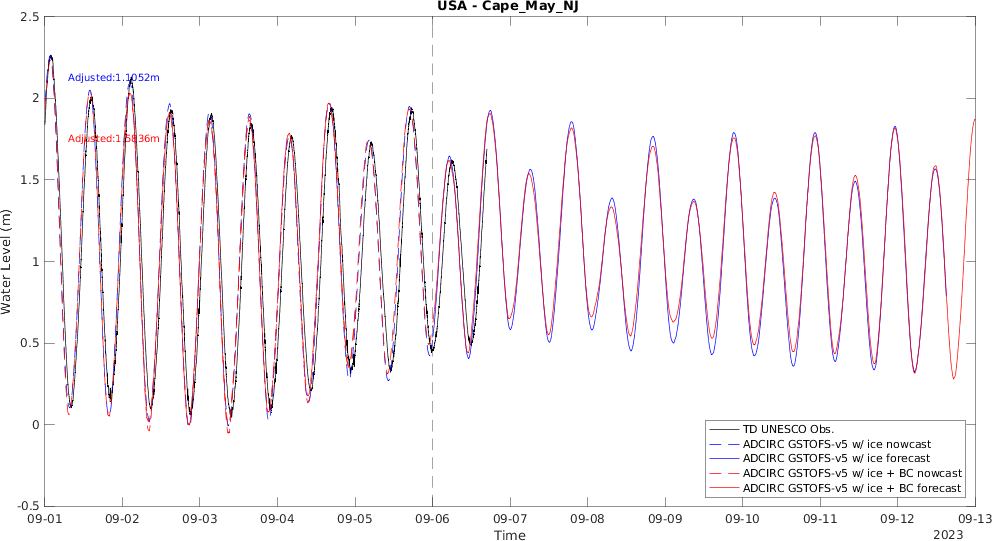 USA - Cape_May_NJ
Adjusted:1.1052m
Water Level (m)
2.5
2
1.5
1
0.5
0
-0.5
TD UNESCO Obs.
ADCIRC GSTOFS-v5 w/ ice nowcast
ADCIRC GSTOFS-v5 w/ ice forecast
ADCIRC GSTOFS-v5 w/ ice + BC nowcast
ADCIRC GSTOFS-v5 w/ ice + BC forecast
09-01 09-02 09-03 09-04 09-05 09-06 09-07 09-08 09-09 09-10 09-11 09-12 09-13
Time
2023